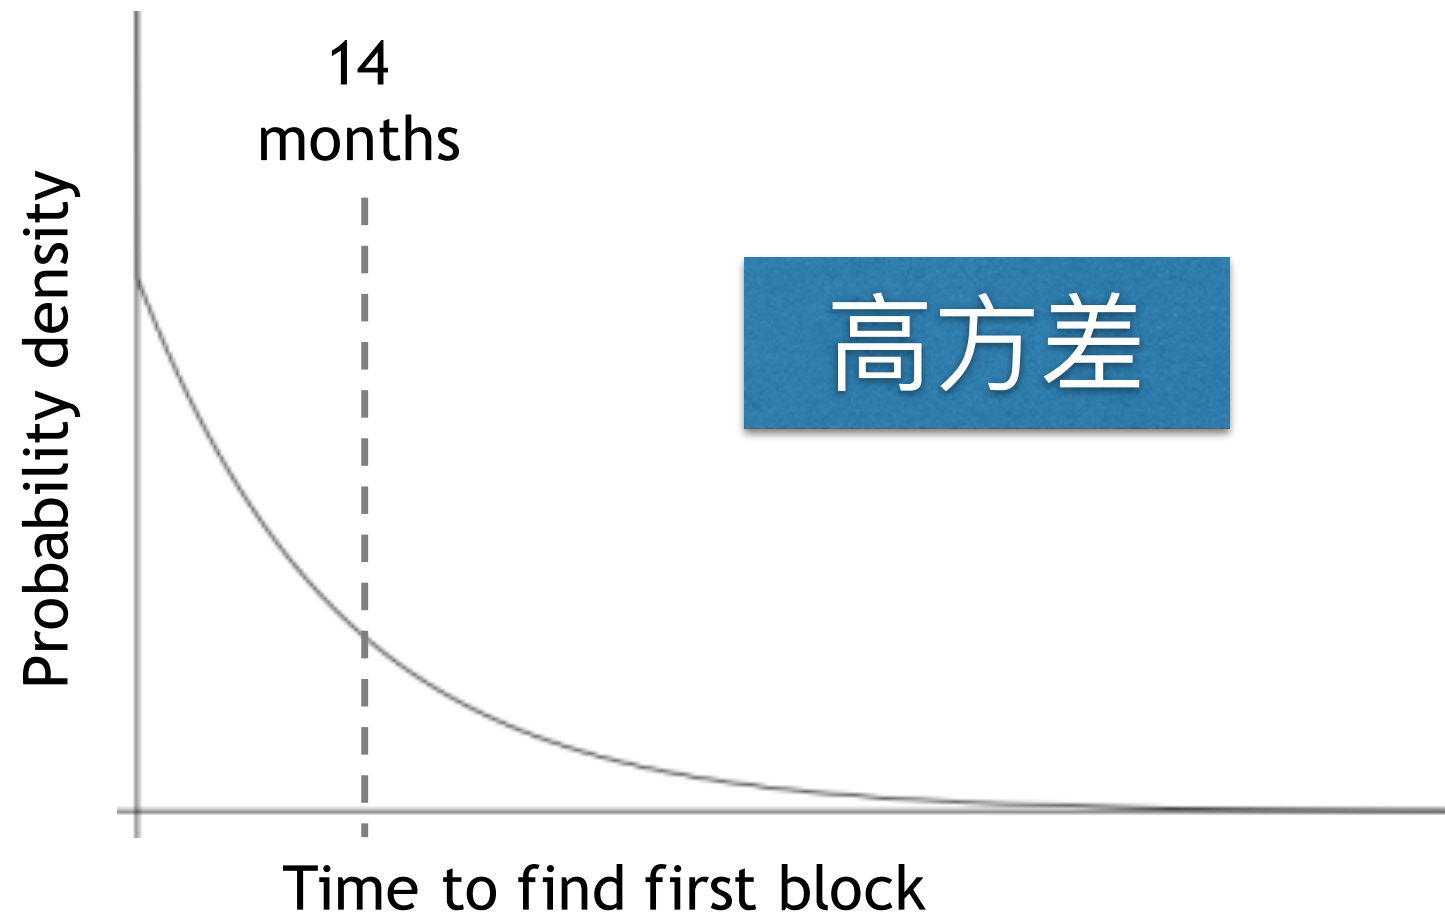 14
months
Probability density
高方差
Time to find first block